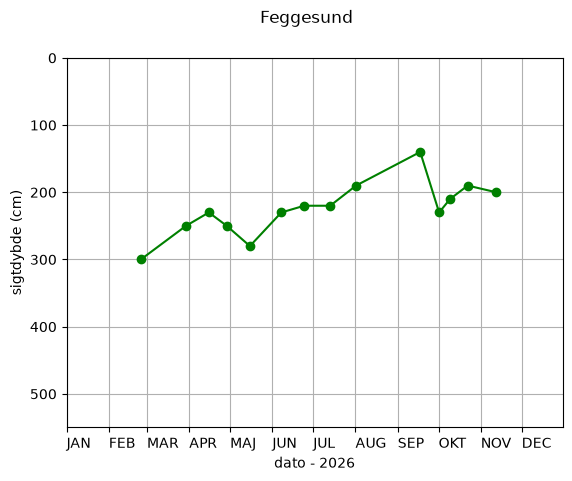 Feggesund
0
100
200
300
400
500
sigtdybde (cm)
JAN FEB MAR APR MAJ JUN JUL AUG SEP OKT NOV DEC
dato - 2026